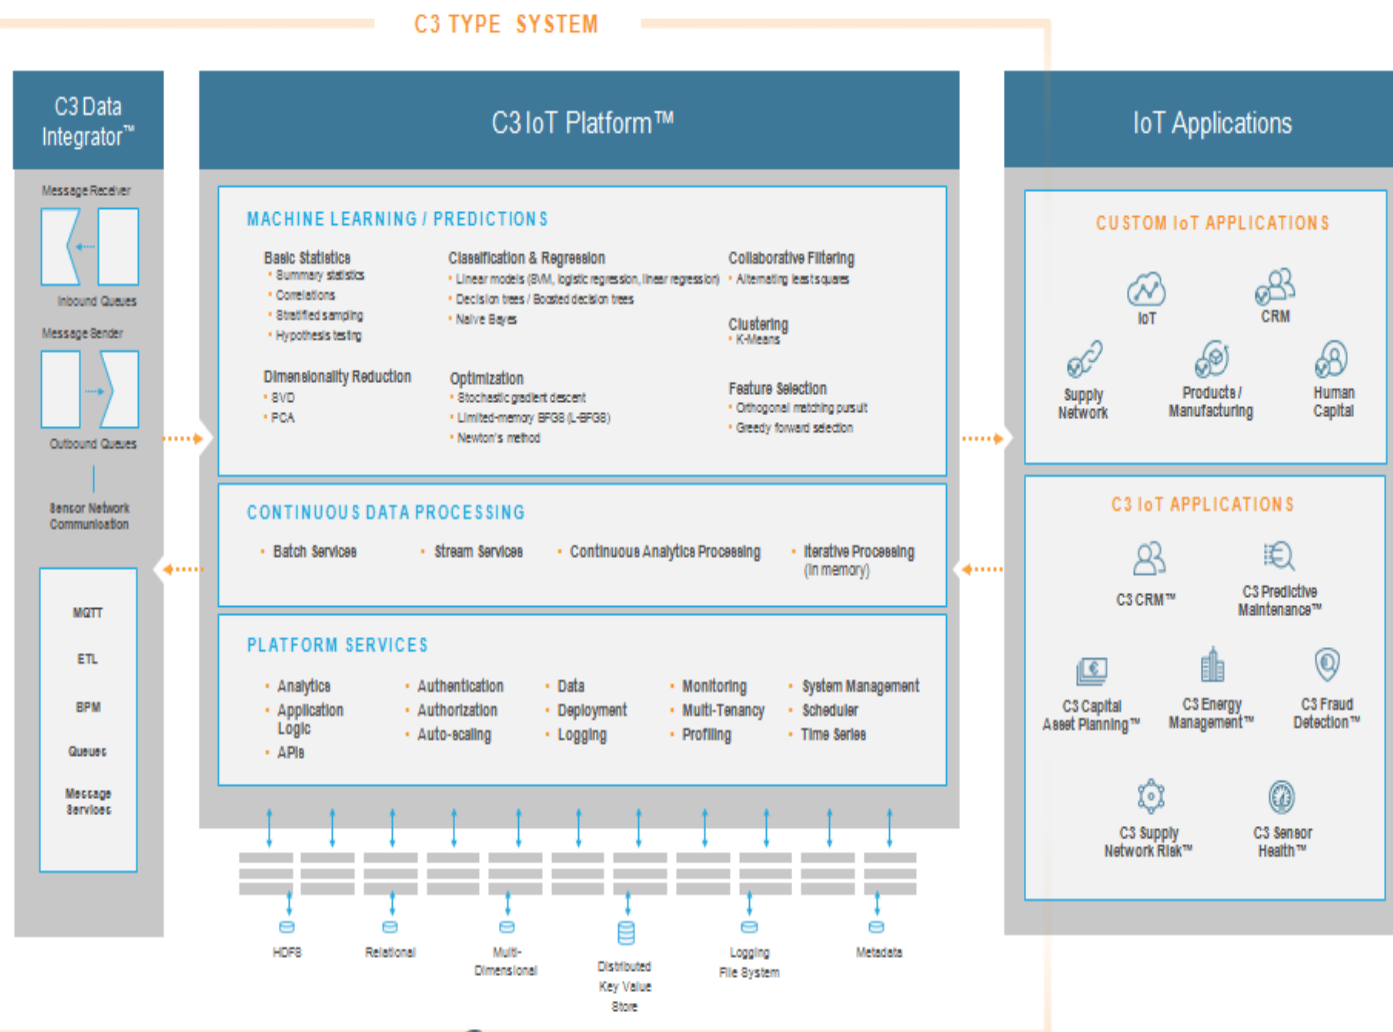 C3 TYPE SYSTEM
C3 Data
Integrator™
Message Receiver
Inbound Queues
Message Sender
Outbound Queues
Sensor Network
Communication
MQTT
ETL
BPM
Queues
Message
Services
C3 IoT Platform™
MACHINE LEARNING / PREDICTIONS
Basic Statistics
• Summary statistics
• Correlations
• Stratified sampling
• Hypothesis testing
Classification & Regression
• Linear models (SVM, logistic regression, linear regression)
• Decision trees / Boosted decision trees
• Naive Bayes
Collaborative Filtering
• Alternating least squares
Clustering
• K-Means
Dimensionality Reduction
• SVD
• PCA
Optimization
• Stochastic gradient descent
• Limited-memory BFGS (L-BFGS)
• Newton's method
Feature Selection
• Orthogonal matching pursuit
• Greedy forward selection
CONTINUOUS DATA PROCESSING
• Batch Services
• Stream Services
• Continuous Analytics Processing
• Iterative Processing
(in memory)
PLATFORM SERVICES
• Analytics
• Application
Logic
• APIs
• Authentication
• Authorization
• Auto-scaling
• Data
• Deployment
• Logging
• Monitoring
• Multi-Tenancy
• Profiling
• System Management
• Scheduler
• Time Series
HDFS
Relational
Multi-
Dimensional
Distributed
Key Value
Store
Logging
File System
Metadata
IoT Applications
CUSTOM IoT APPLICATIONS
IoT
CRM
Supply
Network
Products /
Manufacturing
Human
Capital
C3 IoT APPLICATIONS
C3 CRM™
C3 Predictive
Maintenance™
C3 Capital
Asset Planning™
C3 Energy
Management™
C3 Fraud
Detection™
C3 Supply
Network Risk™
C3 Sensor
Health™